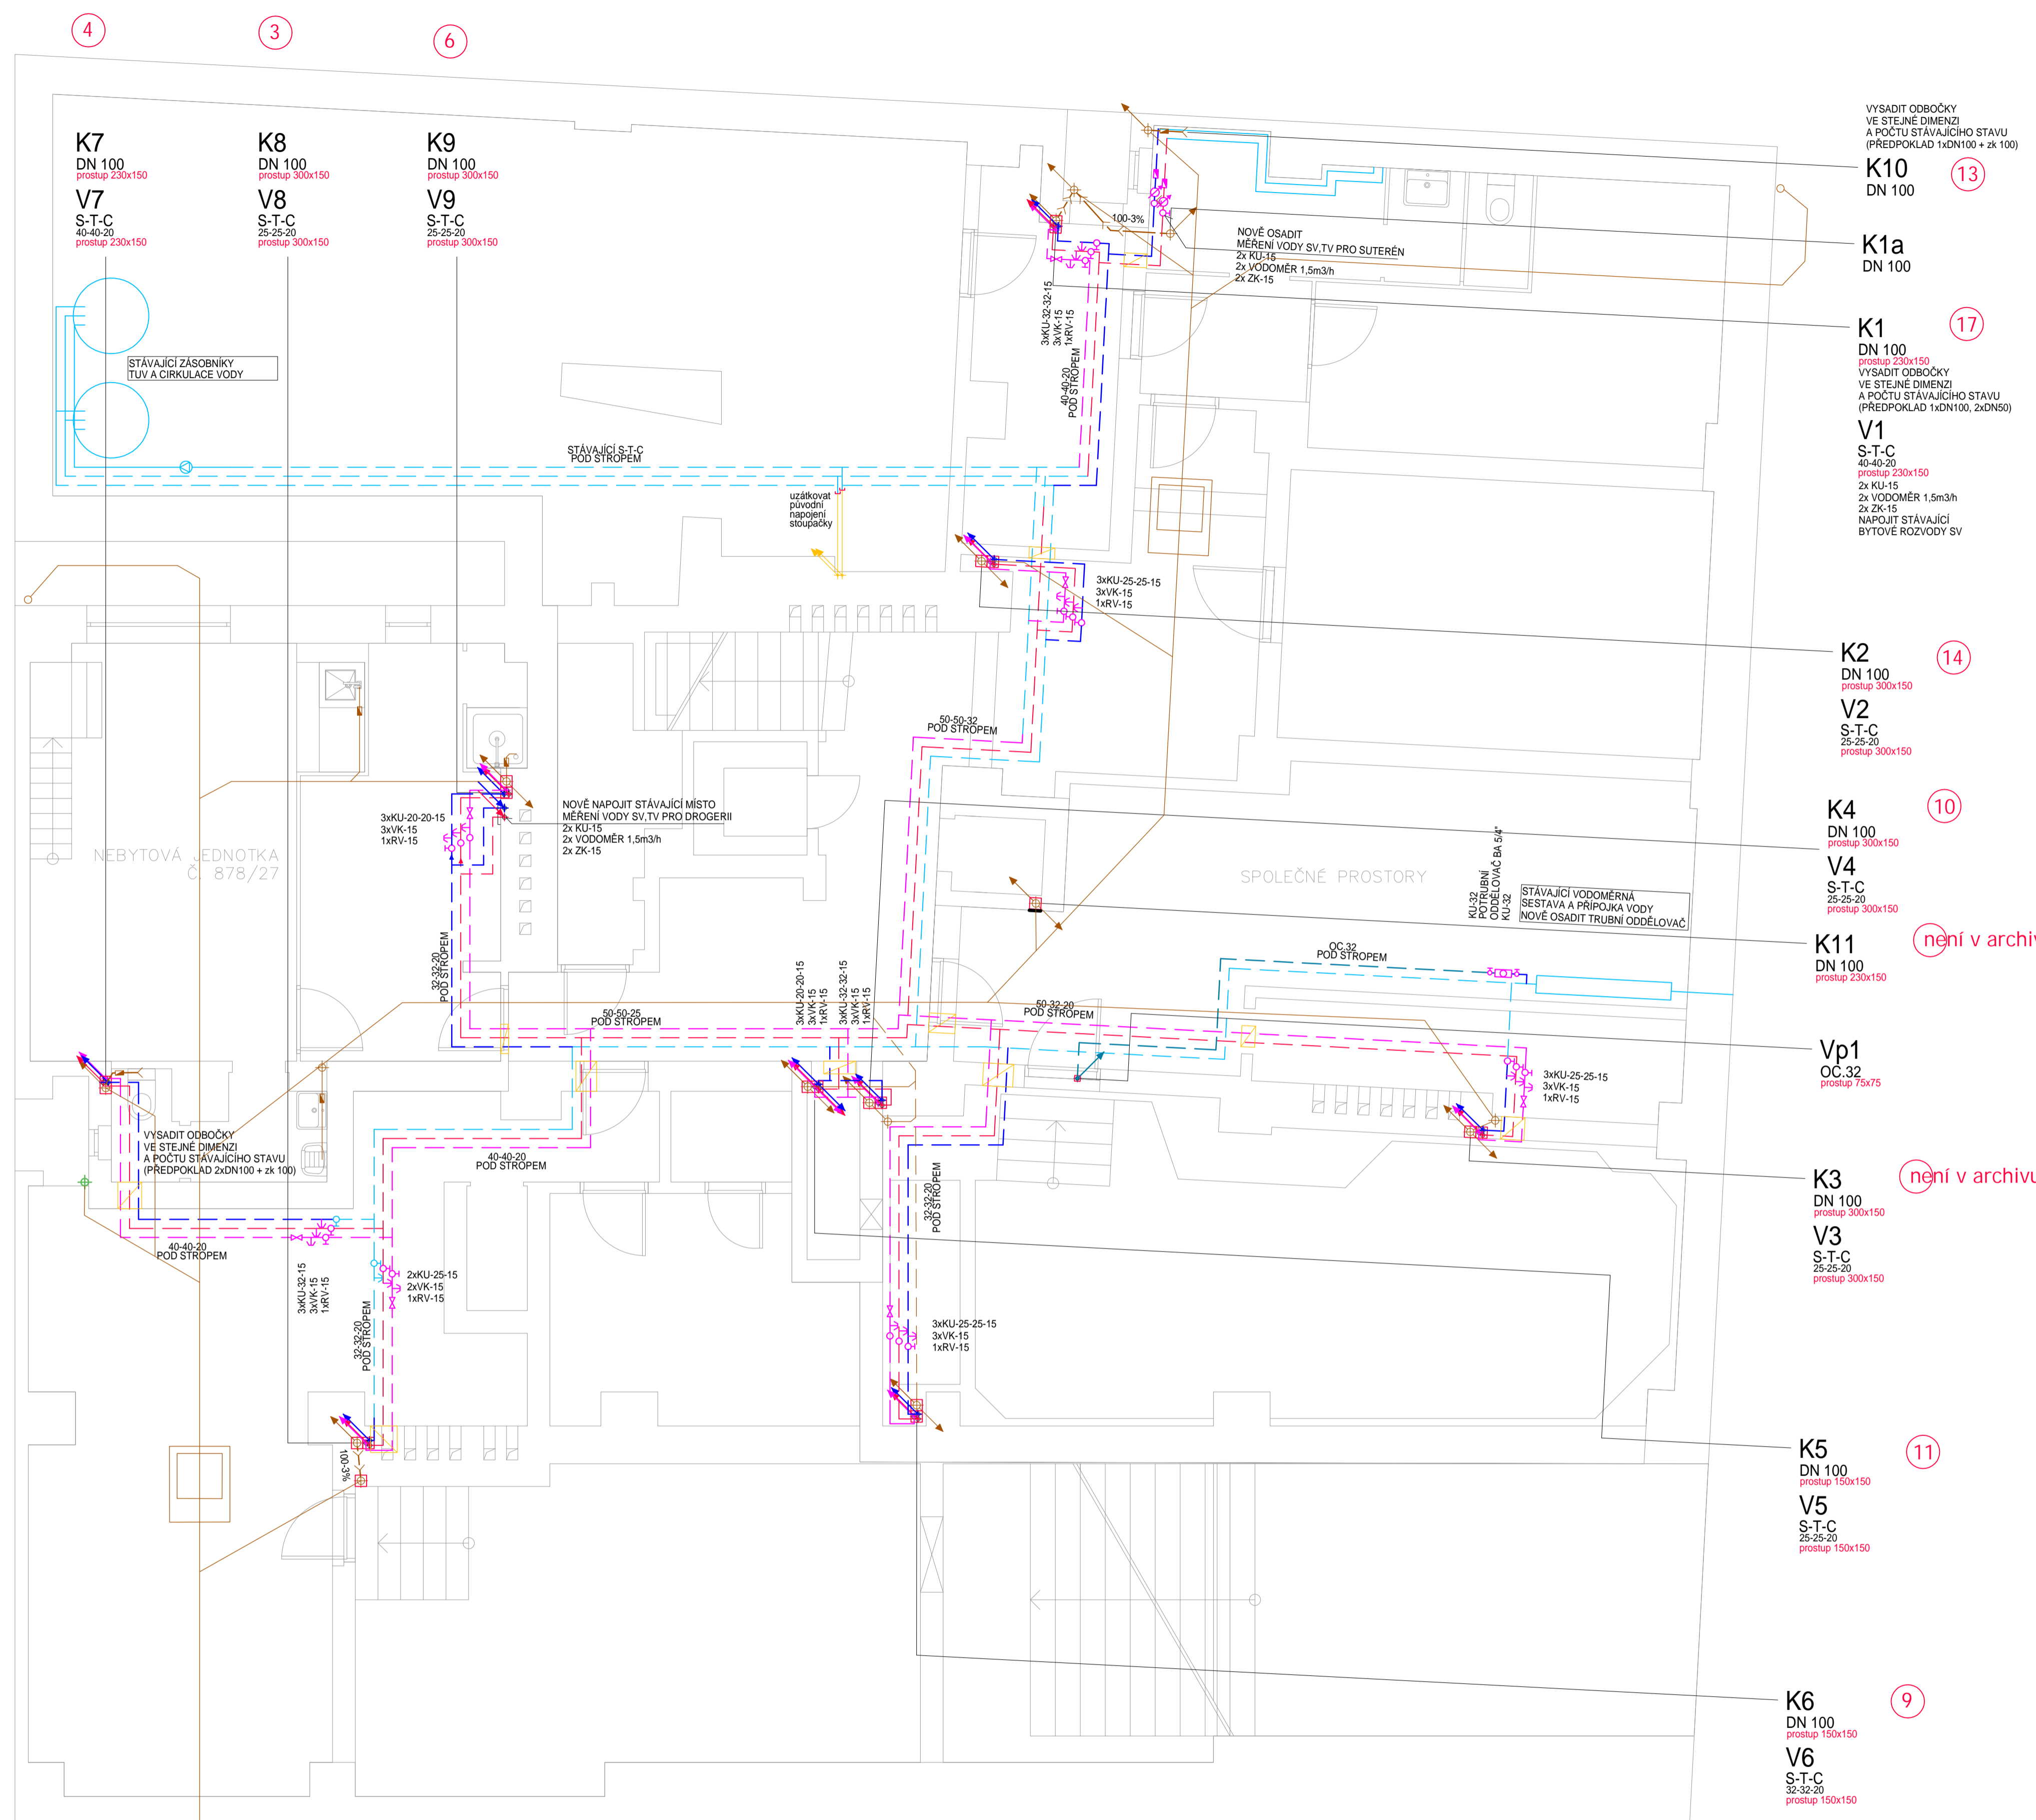 4
3
6
K7
DN 100
prostup 230x150
V7
S-T-C
40-40-20
prostup 230x150
K8
DN 100
prostup 300x150
V8
S-T-C
25-25-20
prostup 300x150
K9
DN 100
prostup 300x150
V9
S-T-C
25-25-20
prostup 300x150
VYSADIT ODBOČKY
VE STEJNÉ DIMENZI
A POČTU STÁVAJÍCÍHO STAVU
(PŘEDPOKLAD 1xDN100 + zk 100)
K10
DN 100
13
K1a
DN 100
K1
17
DN 100
prostup 230x150
VYSADIT ODBOČKY
VE STEJNÉ DIMENZI
A POČTU STÁVAJÍCÍHO STAVU
(PŘEDPOKLAD 1xDN100, 2xDN50)
V1
S-T-C
40-40-20
prostup 230x150
2x KU-15
2x VODOMĚR 1,5m3/h
2x ZK-15
NAPOJIT STÁVAJÍCÍ
BYTOVÉ ROZVODY SV
100-3%
NOVĚ OSADIT
MĚŘENÍ VODY SV,TV PRO SUTERÉN
2x KU-15
2x VODOMĚR 1,5m3/h
2x ZK-15
3xKU-32-32-15
3xVK-15
1xRV-15
40-40-20
POD STROPEM
STÁVAJÍCÍ ZÁSOBNÍKY
TUV A CIRKULACE VODY
STÁVAJÍCÍ S-T-C
POD STROPEM
uzátkovat
původní
napojení
stoupačky
3xKU-25-25-15
3xVK-15
1xRV-15
K2
DN 100
prostup 300x150
14
V2
S-T-C
25-25-20
prostup 300x150
50-50-32
POD STROPEM
NOVĚ NAPOJIT STÁVAJÍCÍ MÍSTO
MĚŘENÍ VODY SV,TV PRO DROGERII
2x KU-15
2x VODOMĚR 1,5m3/h
2x ZK-15
3xKU-20-20-15
3xVK-15
1xRV-15
NEBYTOVÁ JEDNOTKA
Č. 878/27
SPOLEČNÉ PROSTORY
KU-32
POTRUBNÍ
ODDĚLOVAČ BA 5/4"
KU-32
STÁVAJÍCÍ VODOMĚRNÁ
SESTAVA A PŘÍPOJKA VODY
NOVĚ OSADIT TRUBNÍ ODDĚLOVAČ
K4
DN 100
prostup 300x150
10
V4
S-T-C
25-25-20
prostup 300x150
K11
DN 100
prostup 230x150
není v archiv
OC.32
POD STROPEM
32-32-20
POD STROPEM
50-50-25
POD STROPEM
3xKU-20-20-15
3xVK-15
1xRV-15
3xKU-32-32-15
3xVK-15
1xRV-15
50-32-20
POD STROPEM
Vp1
OC.32
prostup 75x75
3xKU-25-25-15
3xVK-15
1xRV-15
VYSADIT ODBOČKY
VE STEJNÉ DIMENZI
A POČTU STÁVAJÍCÍHO STAVU
(PŘEDPOKLAD 2xDN100 + zk 100)
40-40-20
POD STROPEM
32-32-20
POD STROPEM
K3
DN 100
prostup 300x150
není v archivu
V3
S-T-C
25-25-20
prostup 300x150
40-40-20
POD STROPEM
3xKU-32-15
3xVK-15
1xRV-15
2xKU-25-15
2xVK-15
1xRV-15
32-32-20
POD STROPEM
3xKU-25-25-15
3xVK-15
1xRV-15
100-3%
K5
DN 100
prostup 150x150
11
V5
S-T-C
25-25-20
prostup 150x150
K6
DN 100
prostup 150x150
9
V6
S-T-C
32-32-20
prostup 150x150